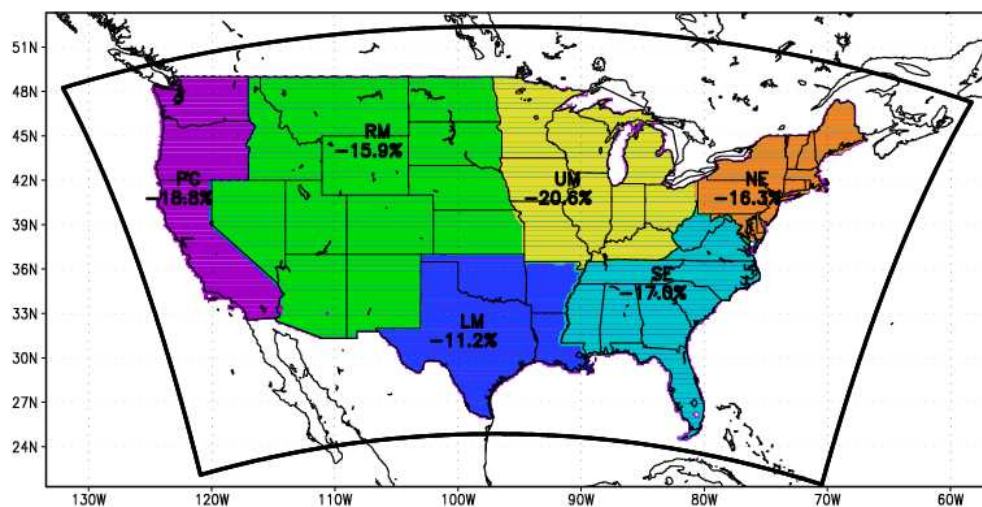 51N
48N
45N
42N
39N
36N
33N
30N
27N
24N
RM
-15.9%
PC
-18.8%
UM
-20.6%
NE
-16.3%
SE
-17.0%
LM
-11.2%
130W
120W
110W
100W
90W
80W
70W
60W